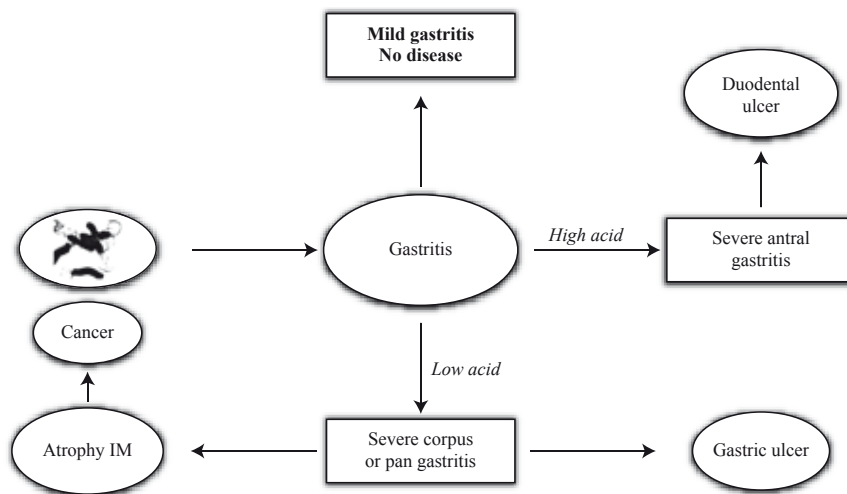 Mild gastritis
No disease
Duodental
ulcer
Gastritis
High acid
Severe antral
gastritis
Cancer
Low acid
Atrophy IM
Severe corpus
or pan gastritis
Gastric ulcer